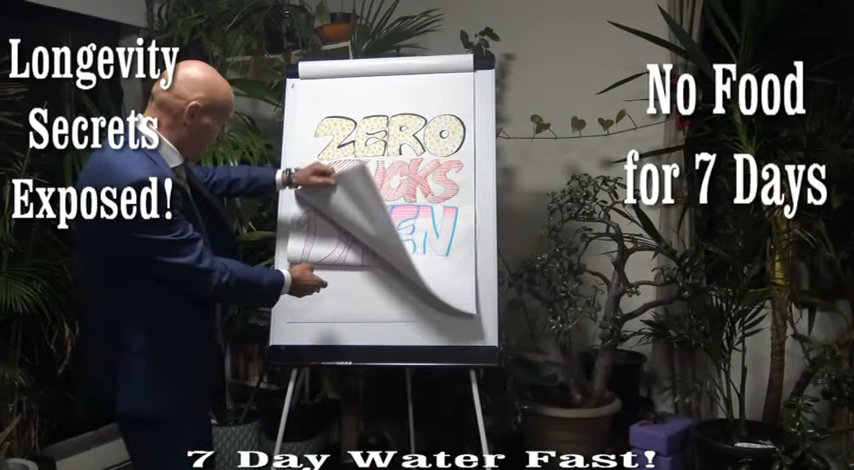 Longevity
Secrets
Exposed!
No Food
for 7 Days
ZERO
7 Day Water Fast!